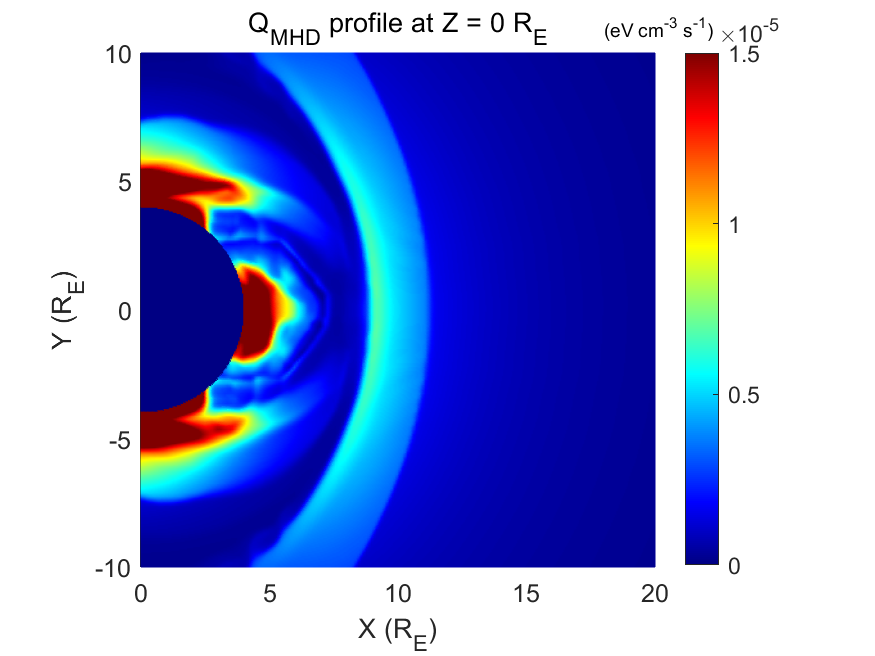 Q_MHD profile at Z = 0 R_E
(eV cm^-3 s^-1) ×10^-5
10
5
0
-5
-10
Y (R_E)
0 5 10 15 20
X (R_E)
1.5
1
0.5
0